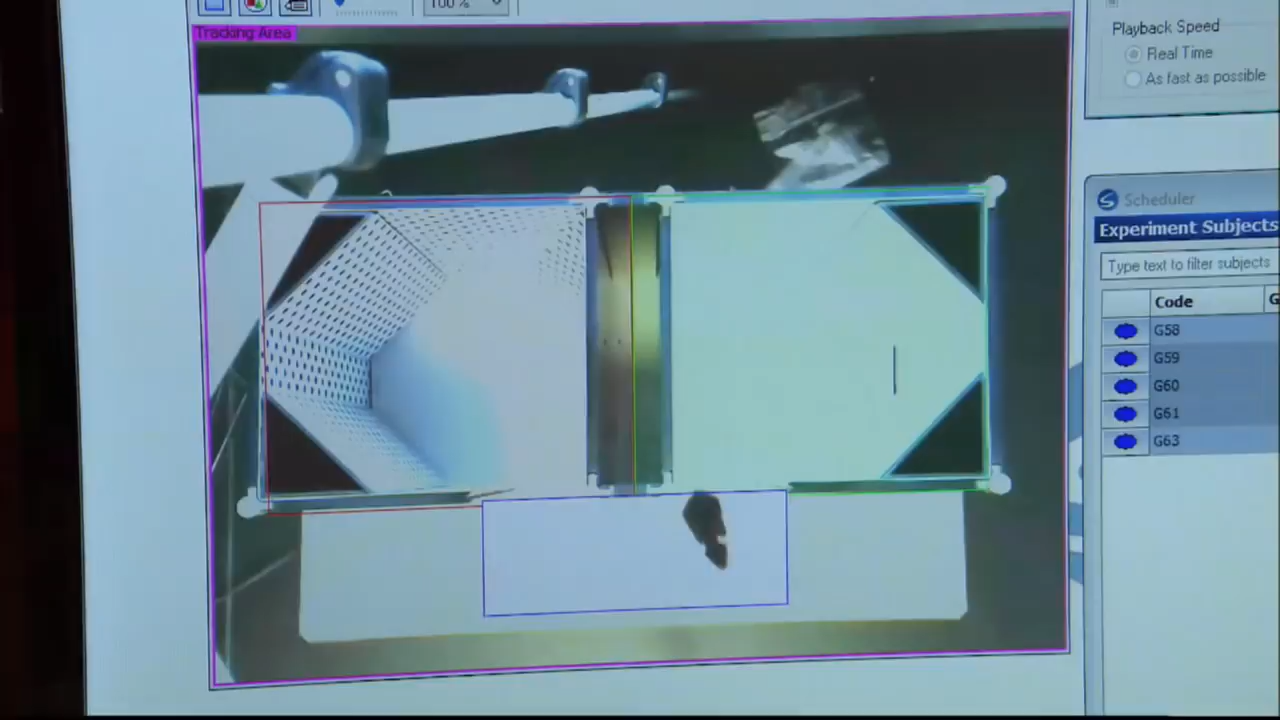 100 %
Tracking Area
Playback Speed
Real Time
As fast as possible
Scheduler
Experiment Subjects
Type text to filter subjects
Code
G58
G59
G60
G61
G63